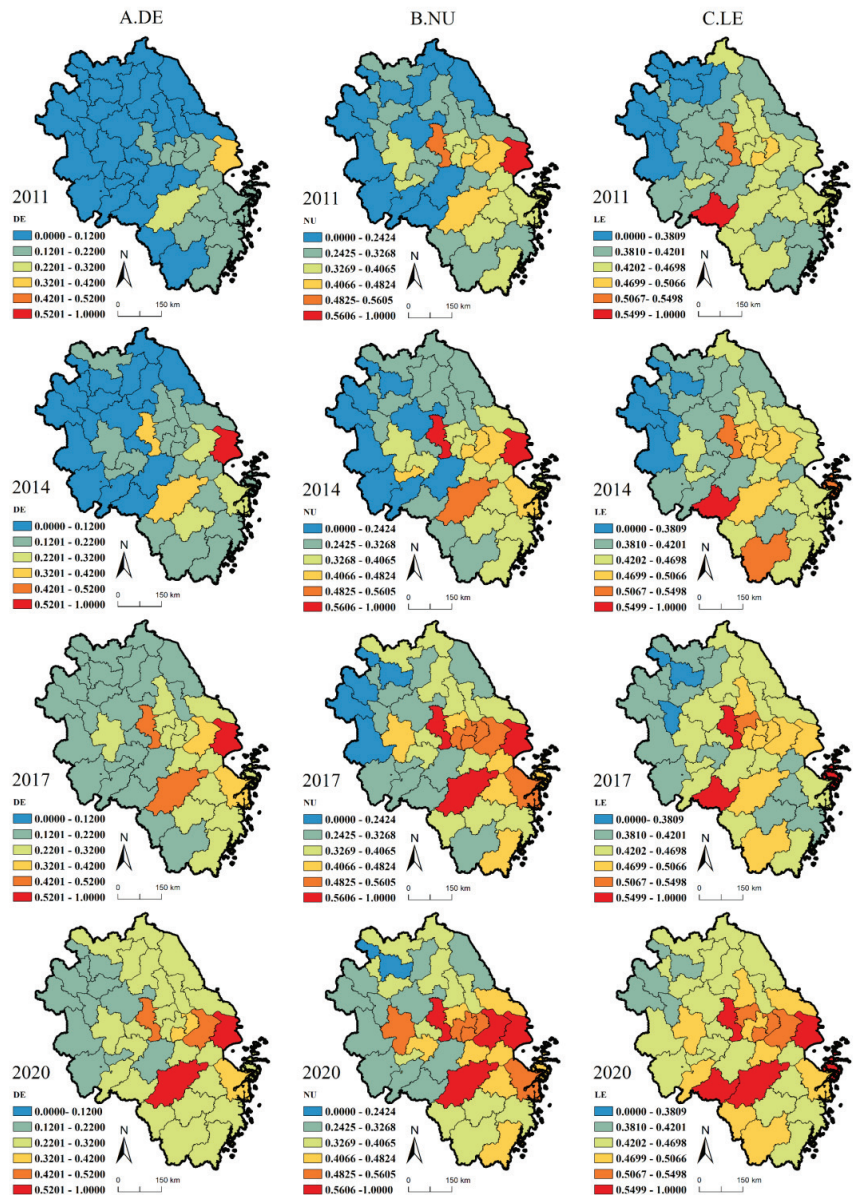 A.DE
B.NU
C.LE
2011
DE
0.0000 - 0.1200
0.1201 - 0.2200
0.2201 - 0.3200
0.3201 - 0.4200
0.4201 - 0.5200
0.5201 - 1.0000
N
0 150 km
2011
NU
0.0000 - 0.2424
0.2425 - 0.3268
0.3269 - 0.4065
0.4066 - 0.4824
0.4825- 0.5605
0.5606 - 1.0000
N
0 150 km
2011
LE
0.0000 - 0.3809
0.3810 - 0.4201
0.4202 - 0.4698
0.4699 - 0.5066
0.5067- 0.5498
0.5499 - 1.0000
N
0 150 km
2014
DE
0.0000 - 0.1200
0.1201 - 0.2200
0.2201 - 0.3200
0.3201 - 0.4200
0.4201 - 0.5200
0.5201 - 1.0000
N
0 150 km
2014
NU
0.0000 - 0.2424
0.2425 - 0.3268
0.3268 - 0.4065
0.4066 - 0.4824
0.4825 - 0.5605
0.5606 - 1.0000
N
0 150 km
2014
LE
0.0000 - 0.3809
0.3810 - 0.4201
0.4202 - 0.4698
0.4699 - 0.5066
0.5067 - 0.5498
0.5499 - 1.0000
N
0 150 km
2017
DE
0.0000 - 0.1200
0.1201 - 0.2200
0.2201 - 0.3200
0.3201 - 0.4200
0.4201 - 0.5200
0.5201 - 1.0000
N
0 150 km
2017
NU
0.0000 - 0.2424
0.2425 - 0.3268
0.3269 - 0.4065
0.4066 - 0.4824
0.4825 - 0.5605
0.5606 - 1.0000
N
0 150 km
2017
LE
0.0000- 0.3809
0.3810 - 0.4201
0.4202 - 0.4698
0.4699 - 0.5066
0.5067 - 0.5498
0.5499 - 1.0000
N
0 150 km
2020
DE
0.0000- 0.1200
0.1201 - 0.2200
0.2201 - 0.3200
0.3201 - 0.4200
0.4201 - 0.5200
0.5201 - 1.0000
N
0 150 km
2020
NU
0.0000 - 0.2424
0.2425 - 0.3268
0.3269 - 0.4065
0.4066 - 0.4824
0.4825 - 0.5605
0.5606 -1.0000
N
0 150 km
2020
LE
0.0000 - 0.3809
0.3810 - 0.4201
0.4202 - 0.4698
0.4699 - 0.5066
0.5067 - 0.5498
0.5499 - 1.0000
N
0 150 km